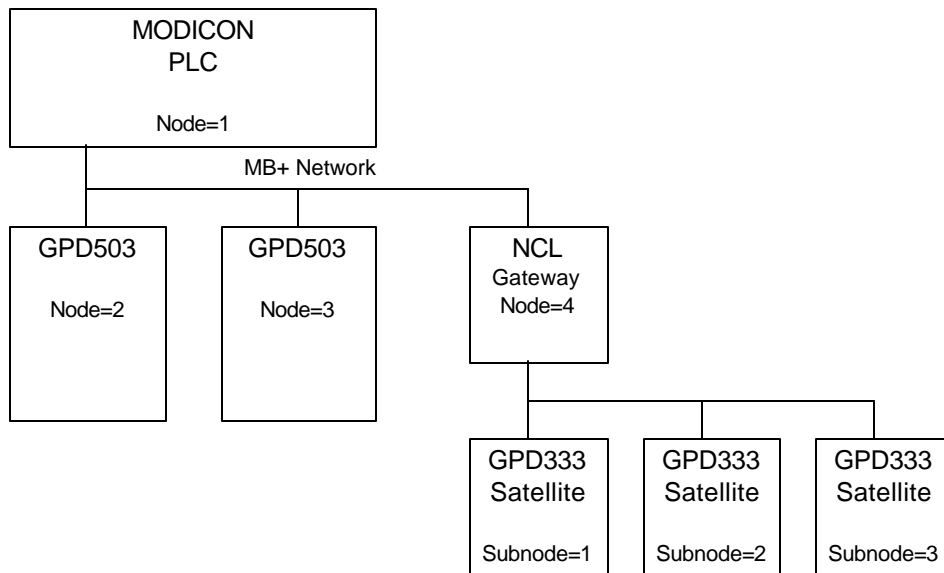 MODICON
PLC
Node=1
MB+ Network
GPD503
Node=2
GPD503
Node=3
NCL
Gateway
Node=4
GPD333
Satellite
Subnode=1
GPD333
Satellite
Subnode=2
GPD333
Satellite
Subnode=3